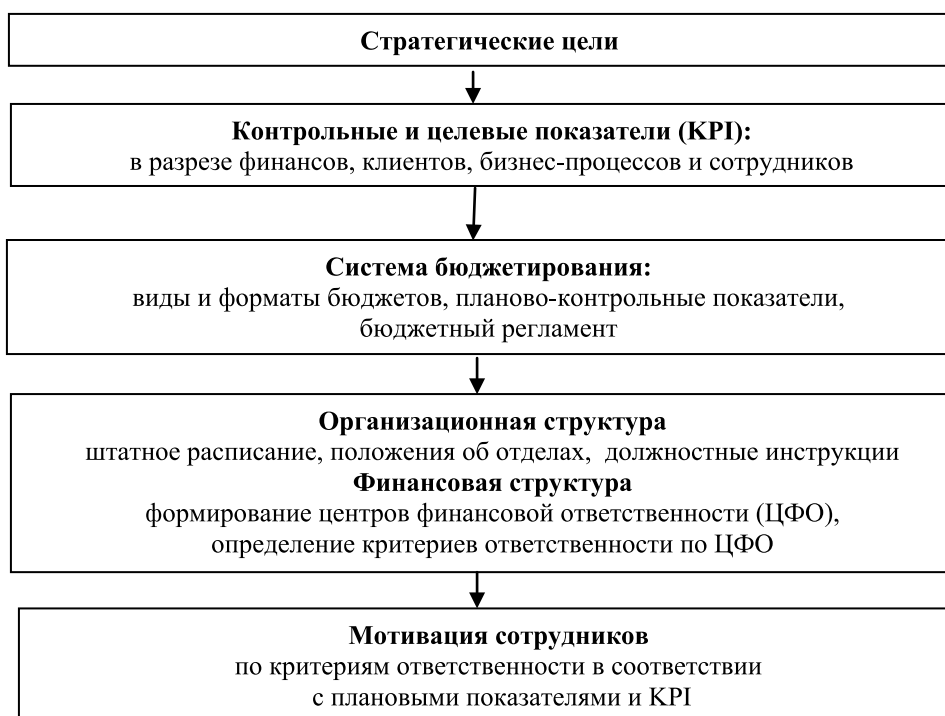 Стратегические цели
Контрольные и целевые показатели (KPI):
в разрезе финансов, клиентов, бизнес-процессов и сотрудников
Система бюджетирования:
виды и форматы бюджетов, планово-контрольные показатели,
бюджетный регламент
Организационная структура
штатное расписание, положения об отделах, должностные инструкции
Финансовая структура
формирование центров финансовой ответственности (ЦФО),
определение критериев ответственности по ЦФО
Мотивация сотрудников
по критериям ответственности в соответствии
с плановыми показателями и KPI